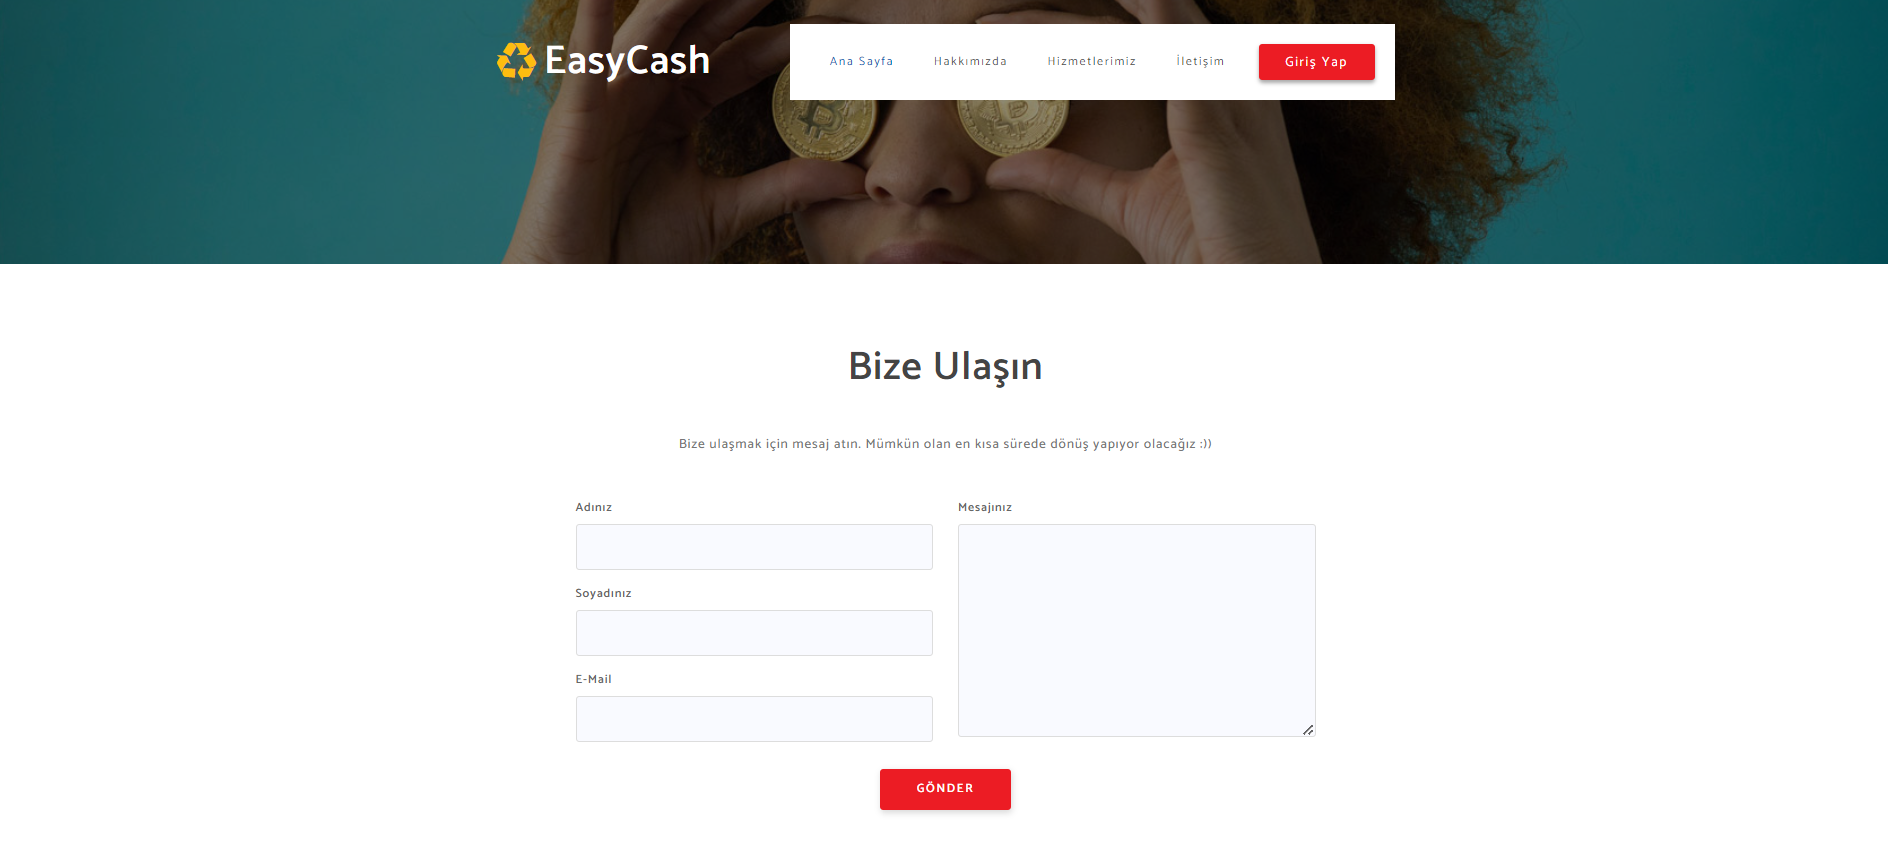 EasyCash
Ana Sayfa Hakkımızda Hizmetlerimiz İletişim Giriş Yap
Bize Ulaşın
Bize ulaşmak için mesaj atın. Mümkün olan en kısa sürede dönüş yapıyor olacağız :))
Adınız
Mesajınız
Soyadınız
E-Mail
GÖNDER